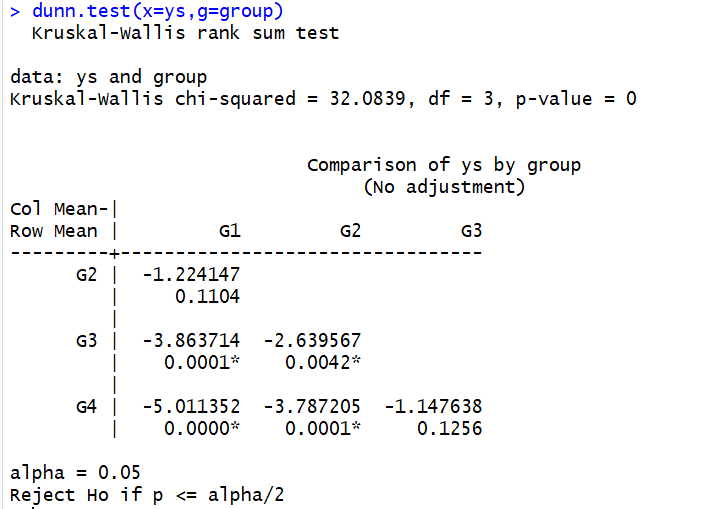 > dunn.test(x=ys,g=group)
  Kruskal-Wallis rank sum test

data: ys and group
Kruskal-Wallis chi-squared = 32.0839, df = 3, p-value = 0


                           Comparison of ys by group
                                (No adjustment)
Col Mean-|
Row Mean |         G1         G2         G3
---------+---------------------------------
      G2 |  -1.224147
         |     0.1104
         |
      G3 |  -3.863714  -2.639567
         |    0.0001*    0.0042*
         |
      G4 |  -5.011352  -3.787205  -1.147638
         |    0.0000*    0.0001*     0.1256

alpha = 0.05
Reject Ho if p <= alpha/2